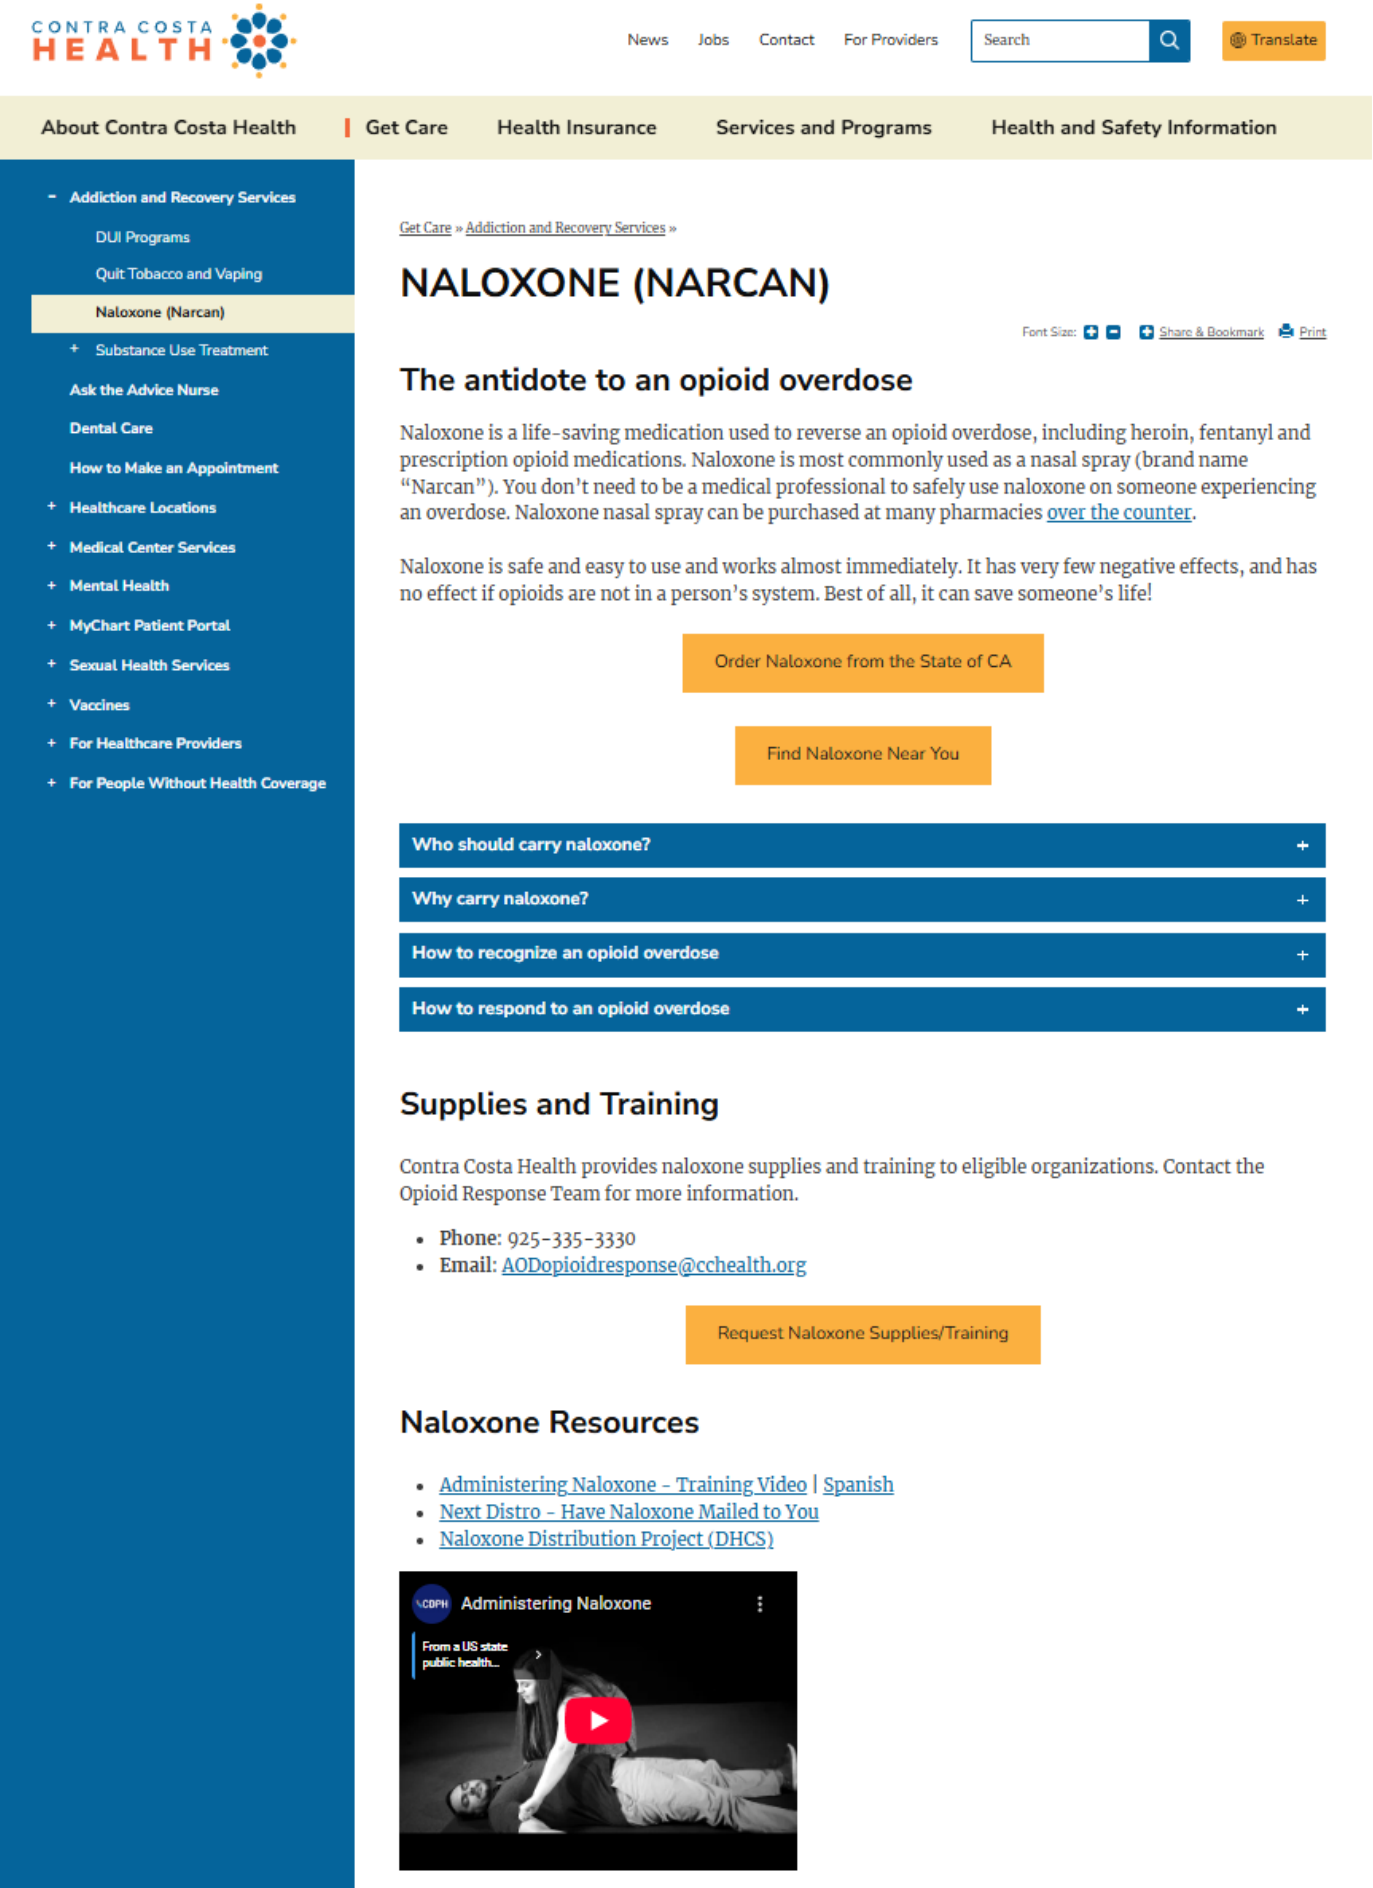 CONTRA COSTA
HEALTH
News Jobs Contact For Providers Search Translate
About Contra Costa Health Get Care Health Insurance Services and Programs Health and Safety Information
- Addiction and Recovery Services
DUI Programs
Quit Tobacco and Vaping
Naloxone (Narcan)
+ Substance Use Treatment
Ask the Advice Nurse
Dental Care
How to Make an Appointment
+ Healthcare Locations
+ Medical Center Services
+ Mental Health
+ MyChart Patient Portal
+ Sexual Health Services
+ Vaccines
+ For Healthcare Providers
+ For People Without Health Coverage
Get Care » Addiction and Recovery Services »
NALOXONE (NARCAN)
Font Size: + - + Share & Bookmark Print
The antidote to an opioid overdose
Naloxone is a life-saving medication used to reverse an opioid overdose, including heroin, fentanyl and
prescription opioid medications. Naloxone is most commonly used as a nasal spray (brand name
“Narcan”). You don’t need to be a medical professional to safely use naloxone on someone experiencing
an overdose. Naloxone nasal spray can be purchased at many pharmacies over the counter.
Naloxone is safe and easy to use and works almost immediately. It has very few negative effects, and has
no effect if opioids are not in a person’s system. Best of all, it can save someone’s life!
Order Naloxone from the State of CA
Find Naloxone Near You
Who should carry naloxone? +
Why carry naloxone? +
How to recognize an opioid overdose +
How to respond to an opioid overdose +
Supplies and Training
Contra Costa Health provides naloxone supplies and training to eligible organizations. Contact the
Opioid Response Team for more information.
• Phone: 925-335-3330
• Email: AODopioidresponse@cchealth.org
Request Naloxone Supplies/Training
Naloxone Resources
• Administering Naloxone - Training Video | Spanish
• Next Distro - Have Naloxone Mailed to You
• Naloxone Distribution Project (DHCS)
CDPH Administering Naloxone
From a US state
public health...